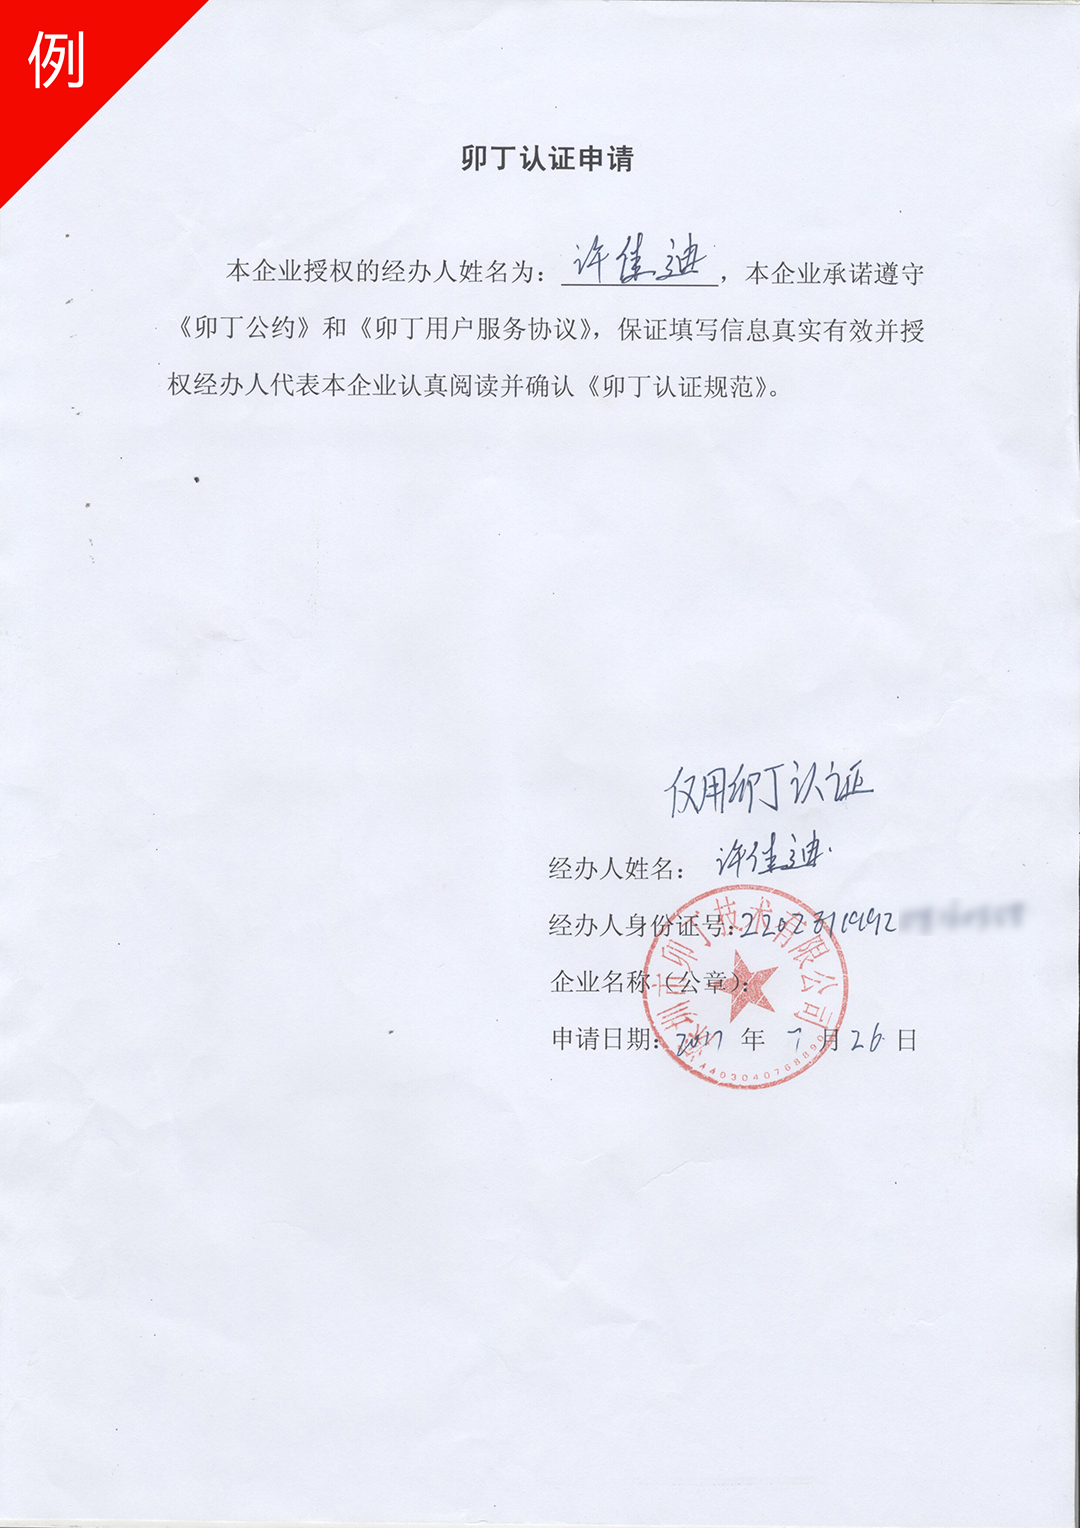 例
卯丁认证申请
本企业授权的经办人姓名为：许佳迪，本企业承诺遵守
《卯丁公约》和《卯丁用户服务协议》，保证填写信息真实有效并授
权经办人代表本企业认真阅读并确认《卯丁认证规范》。
仅用卯丁认证
经办人姓名：许佳迪
经办人身份证号：2202811992
企业名称（公章）：
申请日期：2017 年 7 月 26 日
深圳市卯丁技术有限公司
4403040768890